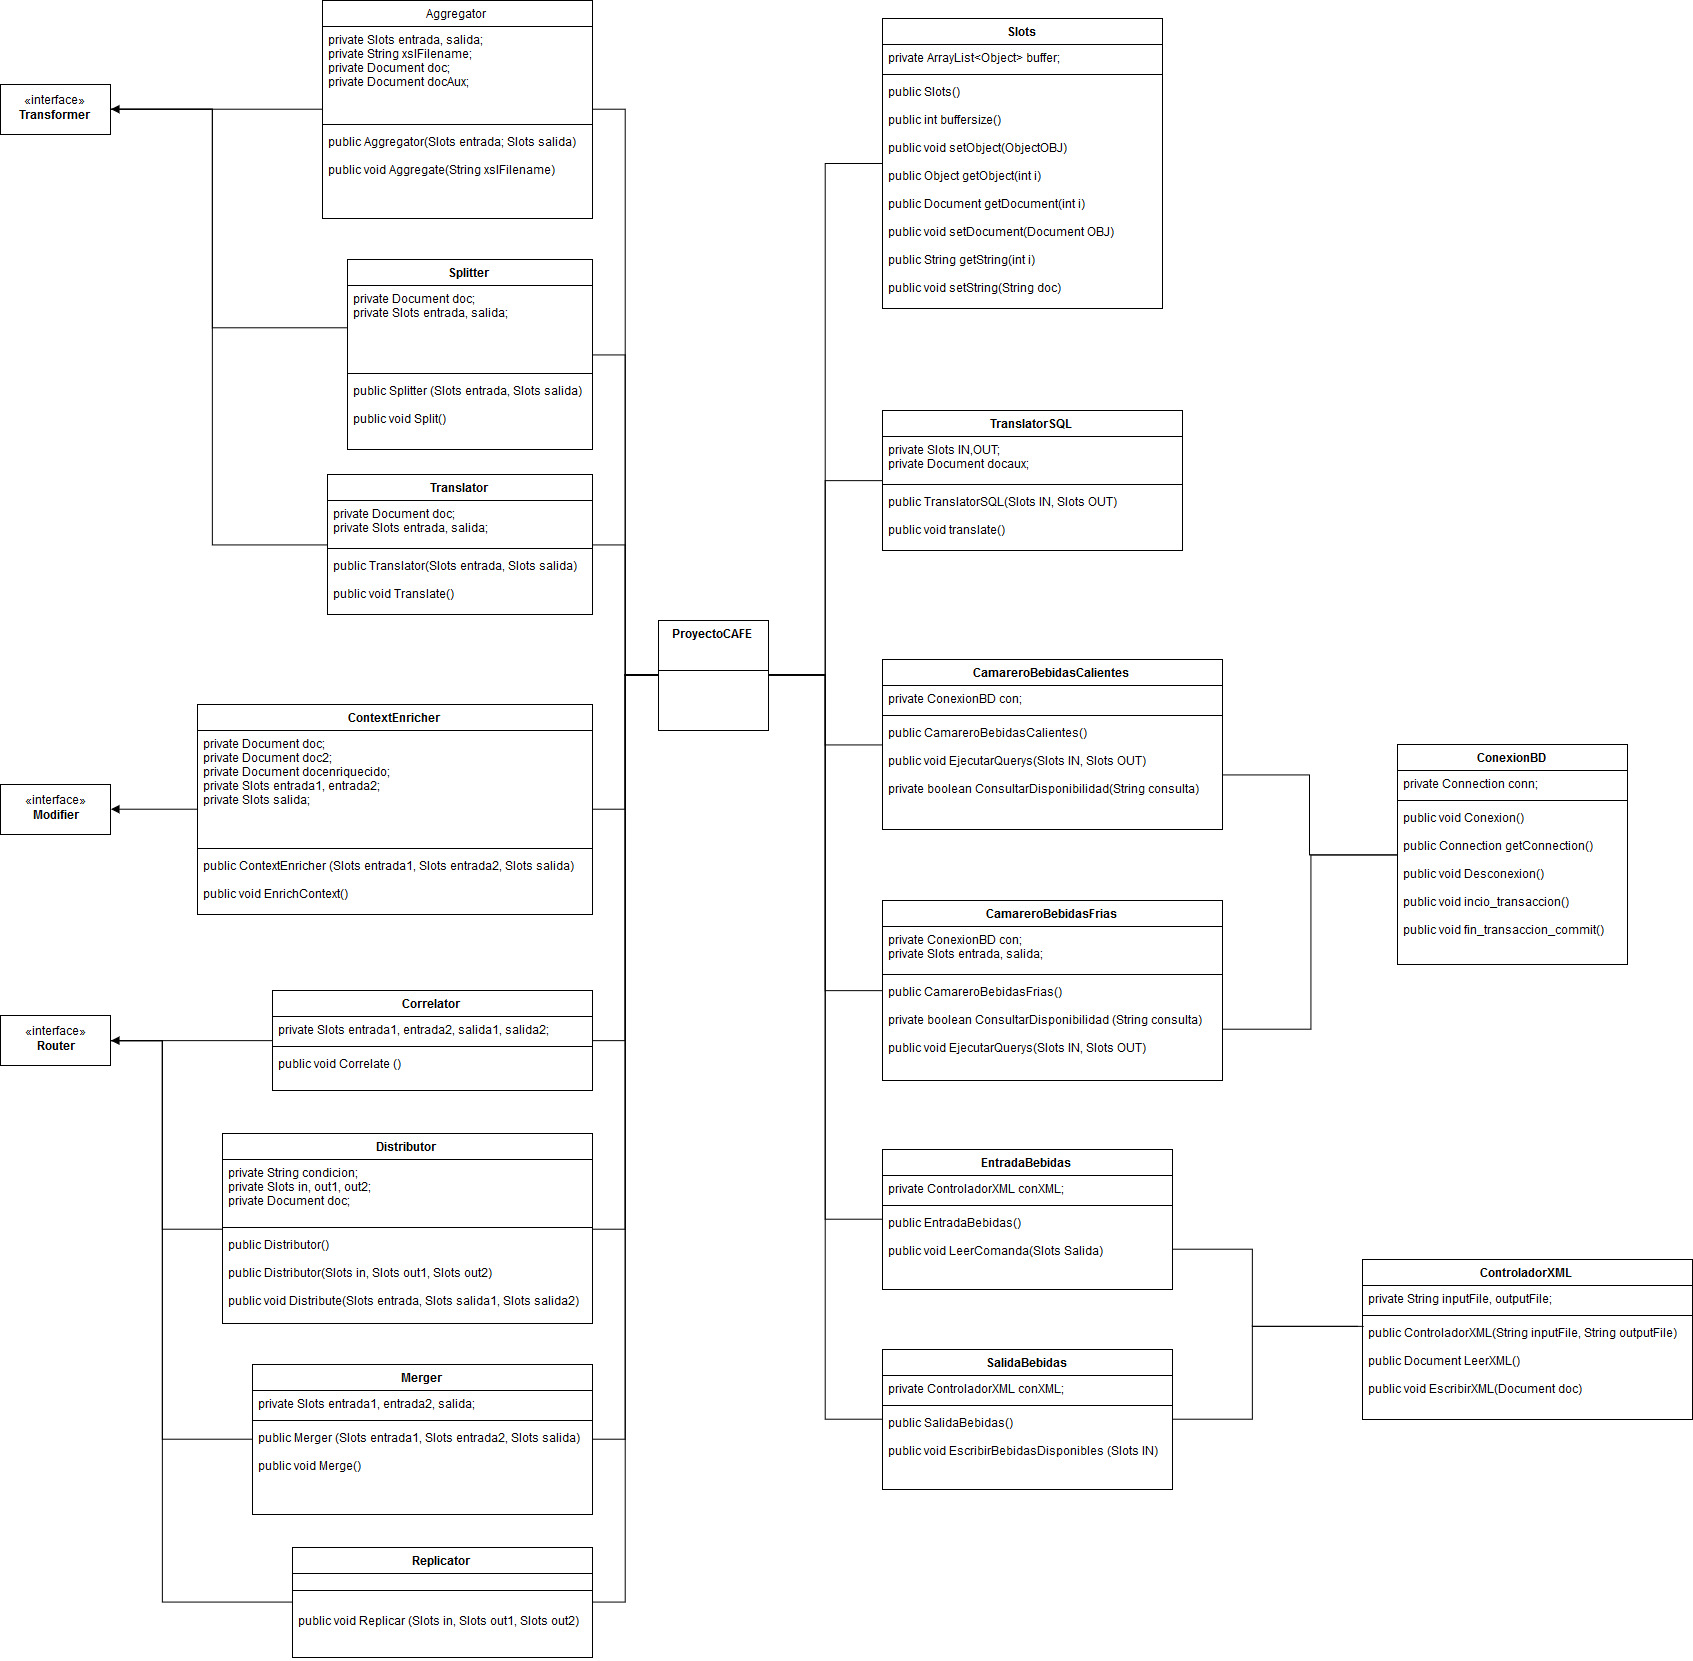 Aggregator
private Slots entrada, salida;
private String xslFilename;
private Document doc;
private Document docAux;
public Aggregator(Slots entrada; Slots salida)
public void Aggregate(String xslFilename)
«interface»
Transformer
Splitter
private Document doc;
private Slots entrada, salida;
public Splitter (Slots entrada, Slots salida)
public void Split()
Translator
private Document doc;
private Slots entrada, salida;
public Translator(Slots entrada, Slots salida)
public void Translate()
ContextEnricher
private Document doc;
private Document doc2;
private Document docenriquecido;
private Slots entrada1, entrada2;
private Slots salida;
public ContextEnricher (Slots entrada1, Slots entrada2, Slots salida)
public void EnrichContext()
«interface»
Modifier
Correlator
private Slots entrada1, entrada2, salida1, salida2;
public void Correlate ()
«interface»
Router
Distributor
private String condicion;
private Slots in, out1, out2;
private Document doc;
public Distributor()
public Distributor(Slots in, Slots out1, Slots out2)
public void Distribute(Slots entrada, Slots salida1, Slots salida2)
Merger
private Slots entrada1, entrada2, salida;
public Merger (Slots entrada1, Slots entrada2, Slots salida)
public void Merge()
Replicator
public void Replicar (Slots in, Slots out1, Slots out2)
ProyectoCAFE
Slots
private ArrayList<Object> buffer;
public Slots()
public int buffersize()
public void setObject(ObjectOBJ)
public Object getObject(int i)
public Document getDocument(int i)
public void setDocument(Document OBJ)
public String getString(int i)
public void setString(String doc)
TranslatorSQL
private Slots IN,OUT;
private Document docaux;
public TranslatorSQL(Slots IN, Slots OUT)
public void translate()
CamareroBebidasCalientes
private ConexionBD con;
public CamareroBebidasCalientes()
public void EjecutarQuerys(Slots IN, Slots OUT)
private boolean ConsultarDisponibilidad(String consulta)
CamareroBebidasFrias
private ConexionBD con;
private Slots entrada, salida;
public CamareroBebidasFrias()
private boolean ConsultarDisponibilidad (String consulta)
public void EjecutarQuerys(Slots IN, Slots OUT)
ConexionBD
private Connection conn;
public void Conexion()
public Connection getConnection()
public void Desconexion()
public void incio_transaccion()
public void fin_transaccion_commit()
EntradaBebidas
private ControladorXML conXML;
public EntradaBebidas()
public void LeerComanda(Slots Salida)
SalidaBebidas
private ControladorXML conXML;
public SalidaBebidas()
public void EscribirBebidasDisponibles (Slots IN)
ControladorXML
private String inputFile, outputFile;
public ControladorXML(String inputFile, String outputFile)
public Document LeerXML()
public void EscribirXML(Document doc)